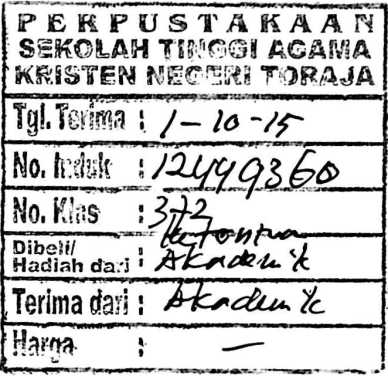 PERPUSTAKAAN
SEKOLAH TINGGI AGAMA
KRISTEN NEGERI TORAJA
Tgl. Terima : 1-10-15
No. Induk : 12449360
No. Klas : 372
Dibeli/
Hadiah dari : Akademik
Terima dari : Akademik
Harga : —